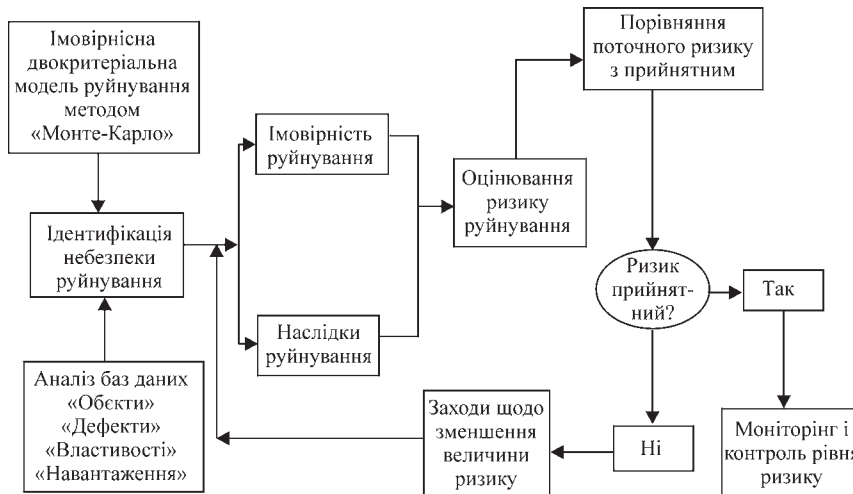 Імовірнісна
двокритеріальна
модель руйнування
методом
«Монте-Карло»
Ідентифікація
небезпеки
руйнування
Аналіз баз даних
«Обєкти»
«Дефекти»
«Властивості»
«Навантаження»
Імовірність
руйнування
Наслідки
руйнування
Оцінювання
ризику
руйнування
Порівняння
поточного ризику
з прийнятним
Ризик
прийнят-
ний?
Так
Ні
Заходи щодо
зменшення
величини
ризику
Моніторинг і
контроль рівня
ризику